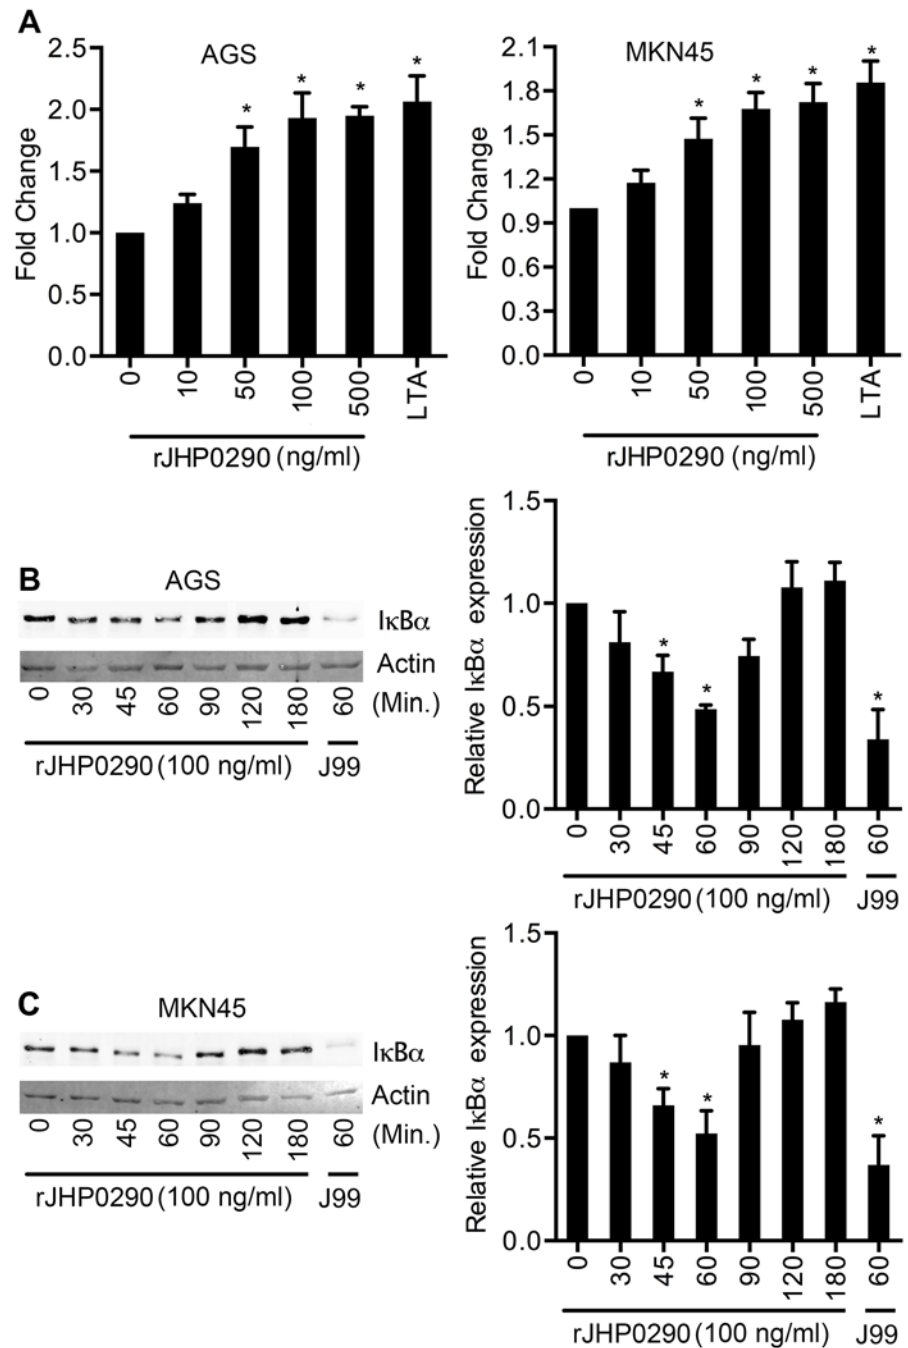 A
AGS
Fold Change
2.5
2.0
1.5
1.0
0.5
0.0
* * * *
0 10 50 100 500 LTA
rJHP0290 (ng/ml)
MKN45
Fold Change
2.1
1.8
1.5
1.2
0.9
0.6
0.3
0.0
* * * *
0 10 50 100 500 LTA
rJHP0290 (ng/ml)
B
AGS
IκBα
Actin
0 30 45 60 90 120 180 60 (Min.)
rJHP0290 (100 ng/ml) J99
Relative IκBα expression
1.5
1.0
0.5
0.0
* * *
0 30 45 60 90 120 180 60
rJHP0290 (100 ng/ml) J99
C
MKN45
IκBα
Actin
0 30 45 60 90 120 180 60 (Min.)
rJHP0290 (100 ng/ml) J99
Relative IκBα expression
1.5
1.0
0.5
0.0
* * *
0 30 45 60 90 120 180 60
rJHP0290 (100 ng/ml) J99